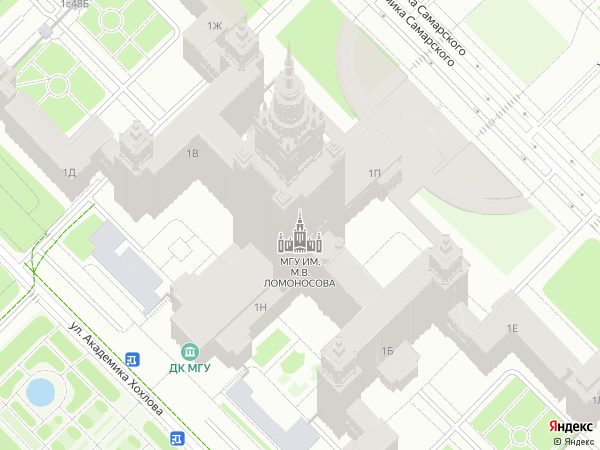 1с48Б
1Ж
ика Самарского
мика Самарского
1В
1Д
1П
МГУ ИМ.
М.В.
ЛОМОНОСОВА
1Н
1Е
1Б
ДК МГУ
ул. Академика Хохлова
Яндекс
© Яндекс